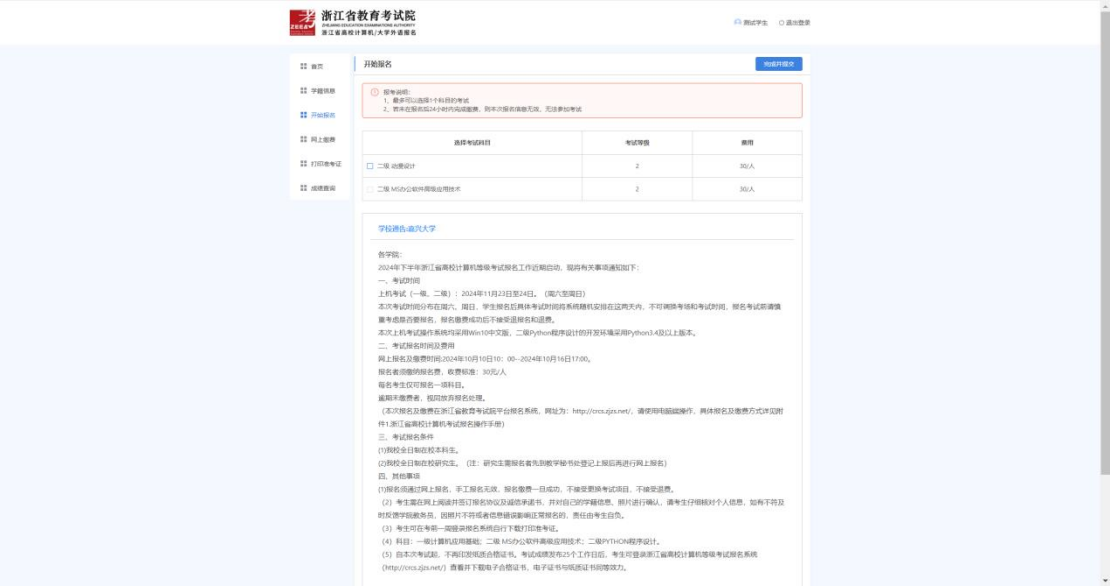 浙江省教育考试院
ZHEJIANG EDUCATION EXAMINATIONS AUTHORITY
浙江省高校计算机/大学外语报名
测试学生 退出登录
首页
学籍信息
开始报名
网上缴费
打印准考证
成绩查询
开始报名
完成并提交
报考说明:
1、最多可以选择1个科目的考试
2、若未在报名后24小时内完成缴费，则本次报名信息无效，无法参加考试
选择考试科目 考试等级 费用
二级 动漫设计 2 30/人
二级 MS办公软件高级应用技术 2 30/人
学校通告:嘉兴大学
各学院：
2024年下半年浙江省高校计算机等级考试报名工作近期启动，现将有关事项通知如下：
一、考试时间
上机考试（一级、二级）：2024年11月23日至24日。（周六至周日）
本次考试时间分布在周六、周日，学生报名后具体考试时间将系统随机安排在这两天内，不可调换考场和考试时间，报名考试前请慎
重考虑是否要报名，报名缴费成功后不接受退报名和退费。
本次上机考试操作系统均采用Win10中文版，二级Python程序设计的开发环境采用Python3.4及以上版本。
二、考试报名时间及费用
网上报名及缴费时间:2024年10月10日10：00--2024年10月16日17:00。
报名者须缴纳报名费，收费标准：30元/人
每名考生仅可报名一项科目。
逾期未缴费者，视同放弃报名处理。
（本次报名及缴费在浙江省教育考试院平台报名系统，网址为：http://crcs.zjzs.net/，请使用电脑端操作，具体报名及缴费方式详见附
件1.浙江省高校计算机考试报名操作手册）
三、考试报名条件
(1)我校全日制在校本科生。
(2)我校全日制在校研究生。（注：研究生需报名者先到教学秘书处登记上报后再进行网上报名）
四、其他事项
(1)报名须通过网上报名，手工报名无效，报名缴费一旦成功，不接受更换考试项目，不接受退费。
（2）考生需在网上阅读并签订报名协议及诚信承诺书，并对自己的学籍信息、照片进行确认，请考生仔细核对个人信息，如有不符及
时反馈学院教务员，因照片不符或者信息错误影响正常报名的，责任由考生自负。
（3）考生可在考前一周登录报名系统自行下载打印准考证。
（4）科目：一级计算机应用基础；二级 MS办公软件高级应用技术；二级PYTHON程序设计。
（5）自本次考试起，不再印发纸质合格证书。考试成绩发布25个工作日后，考生可登录浙江省高校计算机等级考试报名系统
（http://crcs.zjzs.net/）查看并下载电子合格证书，电子证书与纸质证书同等效力。